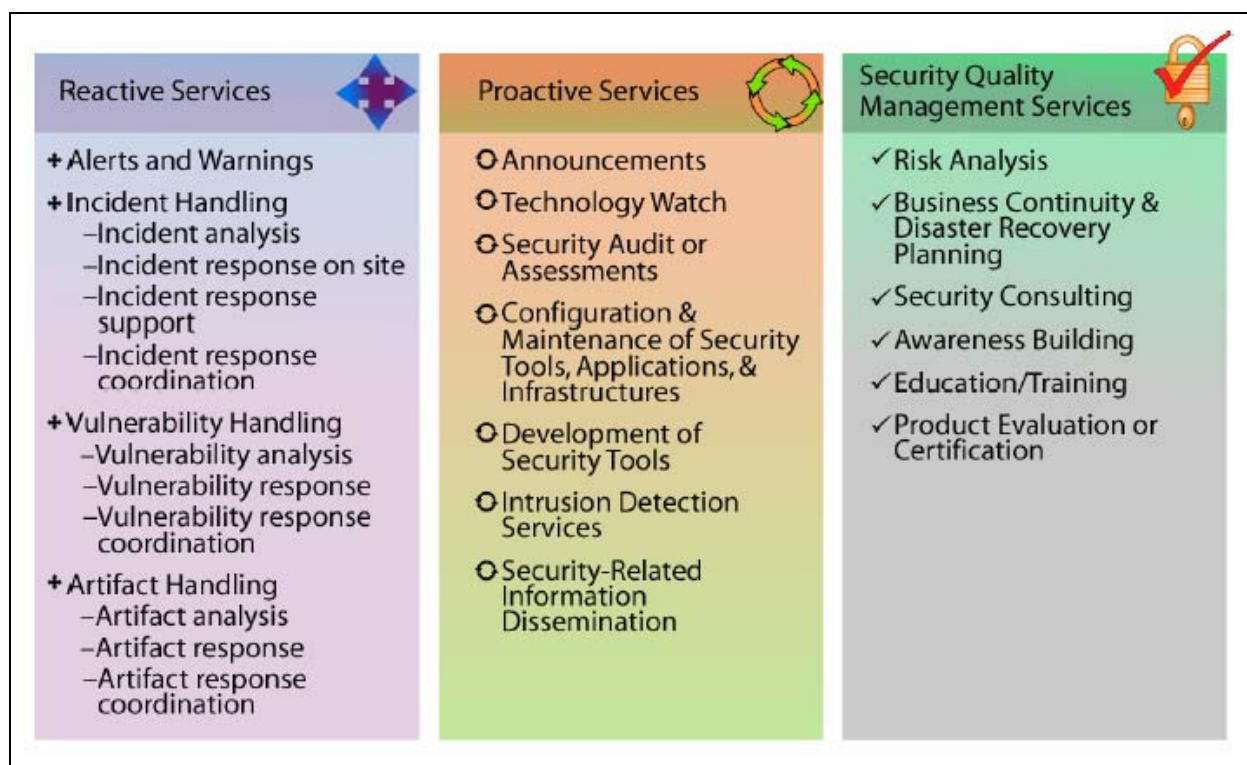 Reactive Services
+Alerts and Warnings
+Incident Handling
–Incident analysis
–Incident response on site
–Incident response
support
–Incident response
coordination
+Vulnerability Handling
–Vulnerability analysis
–Vulnerability response
–Vulnerability response
coordination
+Artifact Handling
–Artifact analysis
–Artifact response
–Artifact response
coordination
Proactive Services
Announcements
Technology Watch
Security Audit or
Assessments
Configuration &
Maintenance of Security
Tools, Applications, &
Infrastructures
Development of
Security Tools
Intrusion Detection
Services
Security-Related
Information
Dissemination
Security Quality
Management Services
✓Risk Analysis
✓Business Continuity &
Disaster Recovery
Planning
✓Security Consulting
✓Awareness Building
✓Education/Training
✓Product Evaluation or
Certification